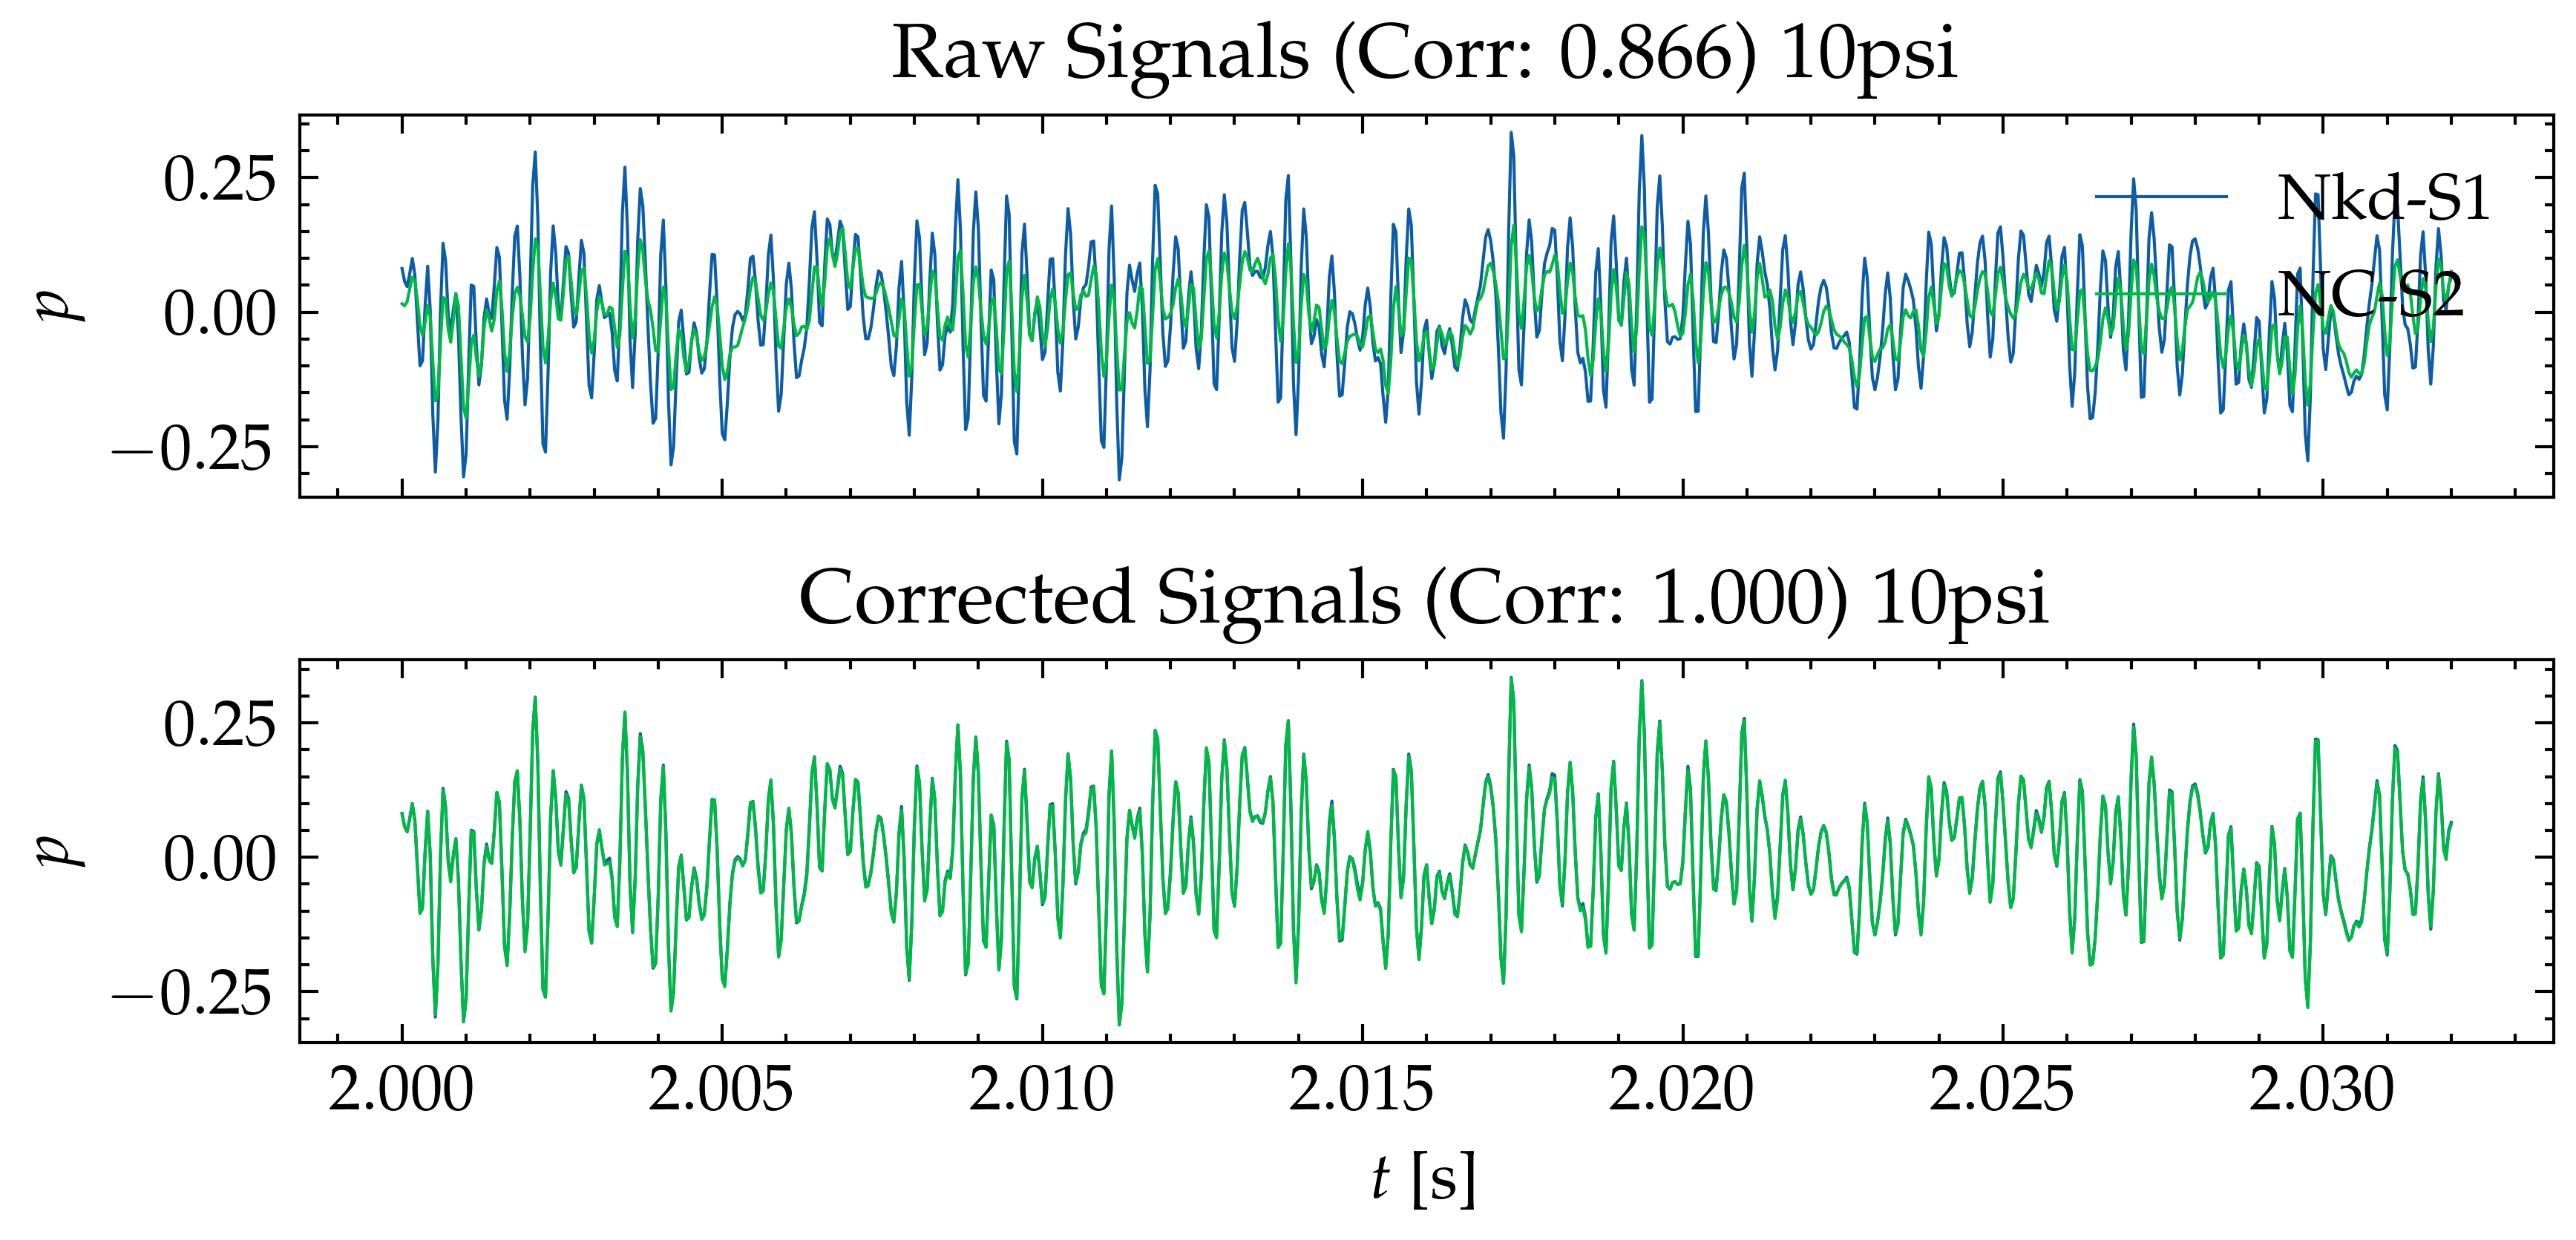 Raw Signals (Corr: 0.866) 10psi
0.25
0.00
−0.25
p
Nkd-S1
NC-S2
Corrected Signals (Corr: 1.000) 10psi
0.25
0.00
−0.25
p
2.000 2.005 2.010 2.015 2.020 2.025 2.030
t [s]